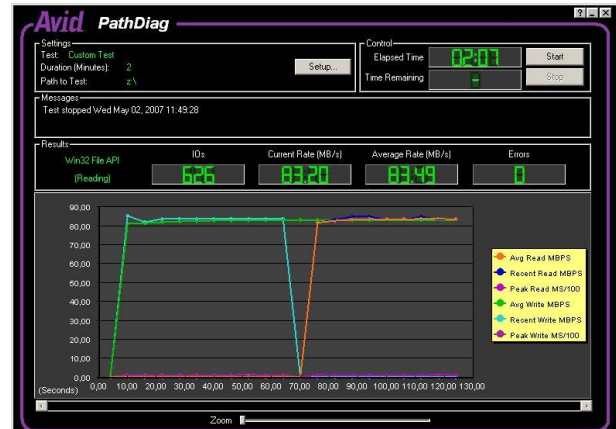 Avid PathDiag
Settings
Test: Custom Test
Duration (Minutes): 2
Path to Test: z:\
Setup...
Control
Elapsed Time 02:07 Start
Time Remaining - Stop
Messages
Test stopped Wed May 02, 2007 11:49:28
Results
Win32 File API
(Reading)
IOs Current Rate (MB/s) Average Rate (MB/s) Errors
626 83.20 83.49 0
90,00
80,00
70,00
60,00
50,00
40,00
30,00
20,00
10,00
0,00
(Seconds) 0,00 10,00 20,00 30,00 40,00 50,00 60,00 70,00 80,00 90,00 100,00 110,00 120,00 130,00
Avg Read MBPS
Recent Read MBPS
Peak Read MS/100
Avg Write MBPS
Recent Write MBPS
Peak Write MS/100
Zoom